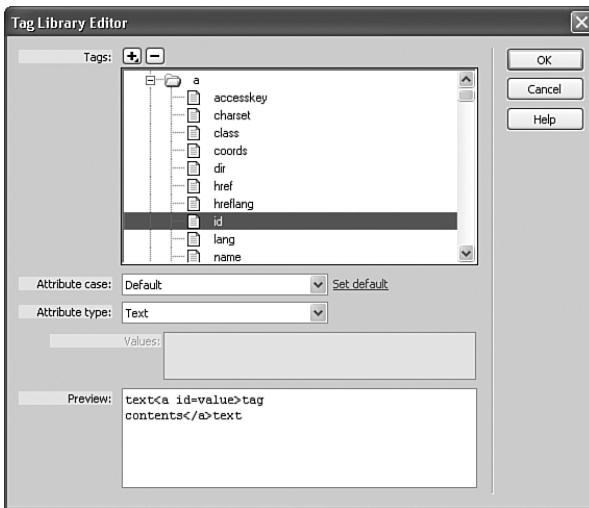 Tag Library Editor
Tags:
a
accesskey
charset
class
coords
dir
href
hreflang
id
lang
name
Attribute case: Default Set default
Attribute type: Text
Values:
Preview: text<a id=value>tag
contents</a>text
OK
Cancel
Help